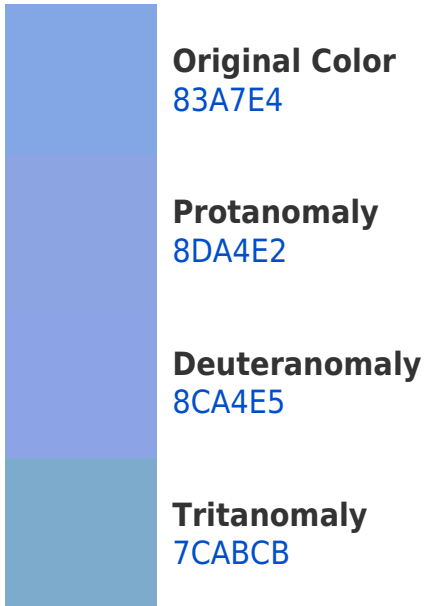 Original Color
83A7E4
Protanomaly
8DA4E2
Deuteranomaly
8CA4E5
Tritanomaly
7CABCB